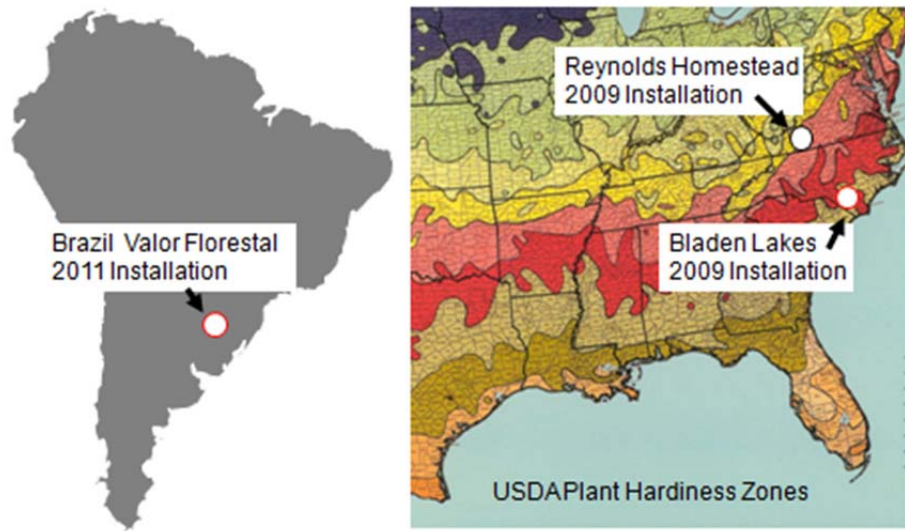 Brazil Valor Florestal
2011 Installation
Reynolds Homestead
2009 Installation
Bladen Lakes
2009 Installation
USDAPlant Hardiness Zones